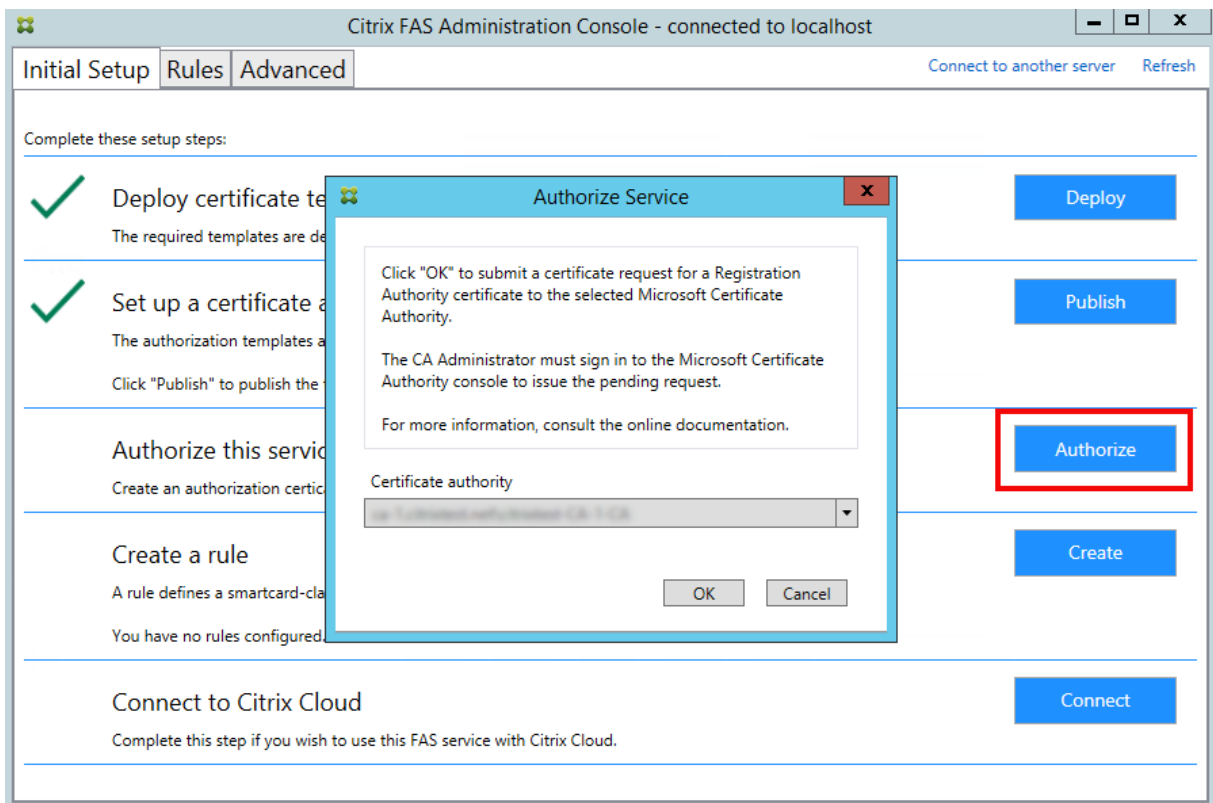 Citrix FAS Administration Console - connected to localhost
Initial Setup Rules Advanced
Connect to another server Refresh
Complete these setup steps:
Deploy certificate te
Deploy
The required templates are de
Set up a certificate a
Publish
The authorization templates a
Click "Publish" to publish the
Authorize this servic
Authorize
Create an authorization certic
Create a rule
Create
A rule defines a smartcard-cla
You have no rules configured.
Connect to Citrix Cloud
Connect
Complete this step if you wish to use this FAS service with Citrix Cloud.
Authorize Service
Click "OK" to submit a certificate request for a Registration
Authority certificate to the selected Microsoft Certificate
Authority.
The CA Administrator must sign in to the Microsoft Certificate
Authority console to issue the pending request.
For more information, consult the online documentation.
Certificate authority
OK Cancel